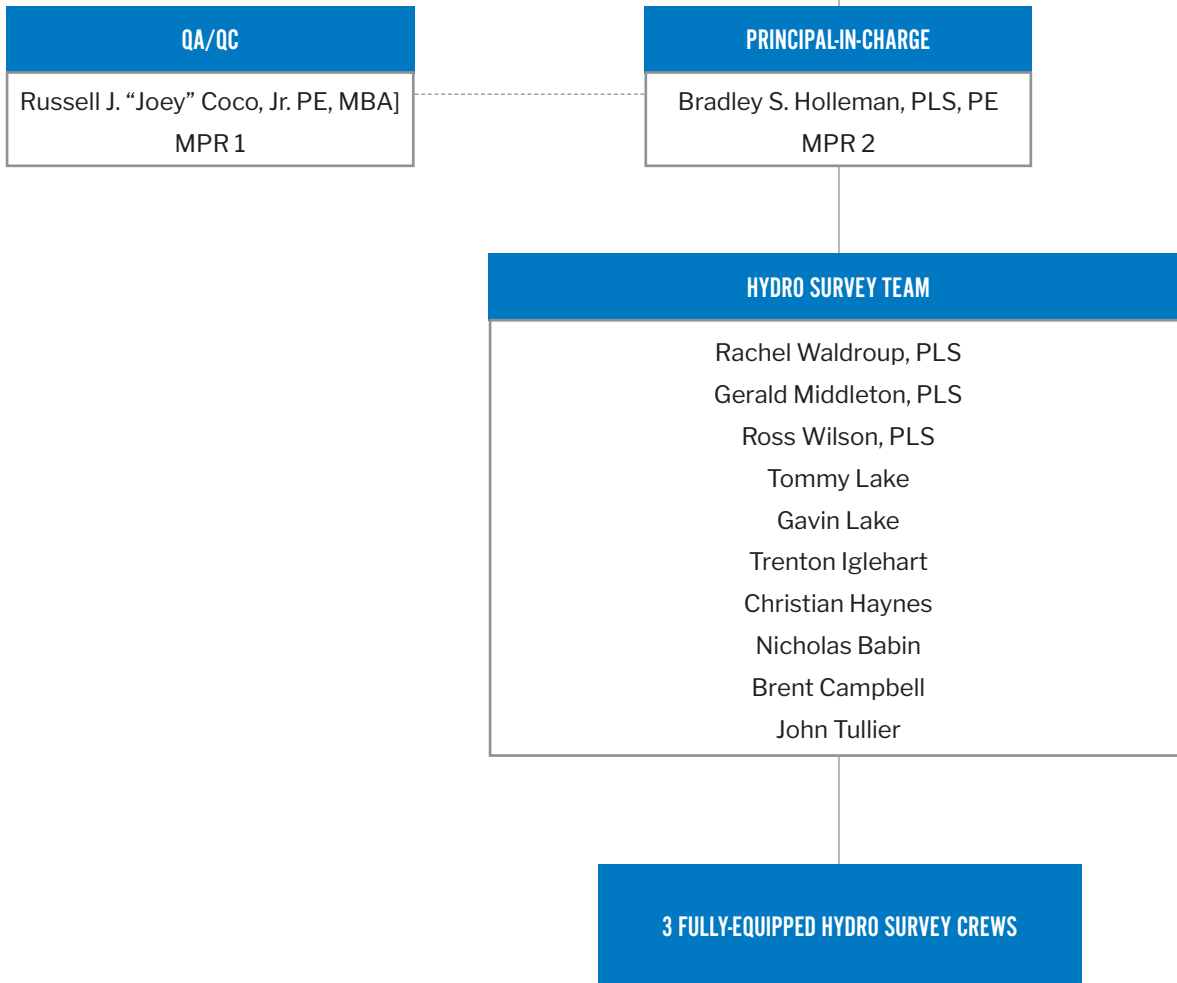 QA/QC
Russell J. “Joey” Coco, Jr. PE, MBA]
MPR 1
PRINCIPAL-IN-CHARGE
Bradley S. Holleman, PLS, PE
MPR 2
HYDRO SURVEY TEAM
Rachel Waldroup, PLS
Gerald Middleton, PLS
Ross Wilson, PLS
Tommy Lake
Gavin Lake
Trenton Iglehart
Christian Haynes
Nicholas Babin
Brent Campbell
John Tullier
3 FULLY-EQUIPPED HYDRO SURVEY CREWS